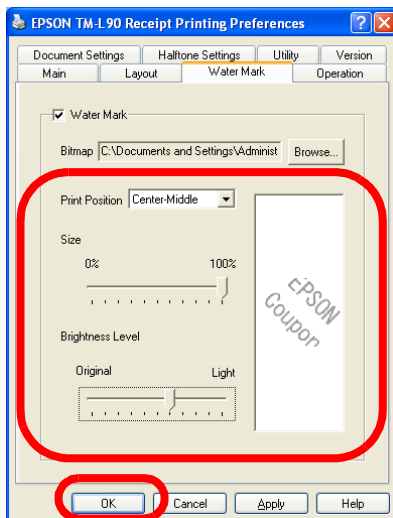 EPSON TM-L90 Receipt Printing Preferences
Document Settings Halftone Settings Utility Version
Main Layout Water Mark Operation
Water Mark
Bitmap C:\Documents and Settings\Administ Browse...
Print Position Center-Middle
Size
0% 100%
EPSON
Coupon
Brightness Level
Original Light
OK Cancel Apply Help